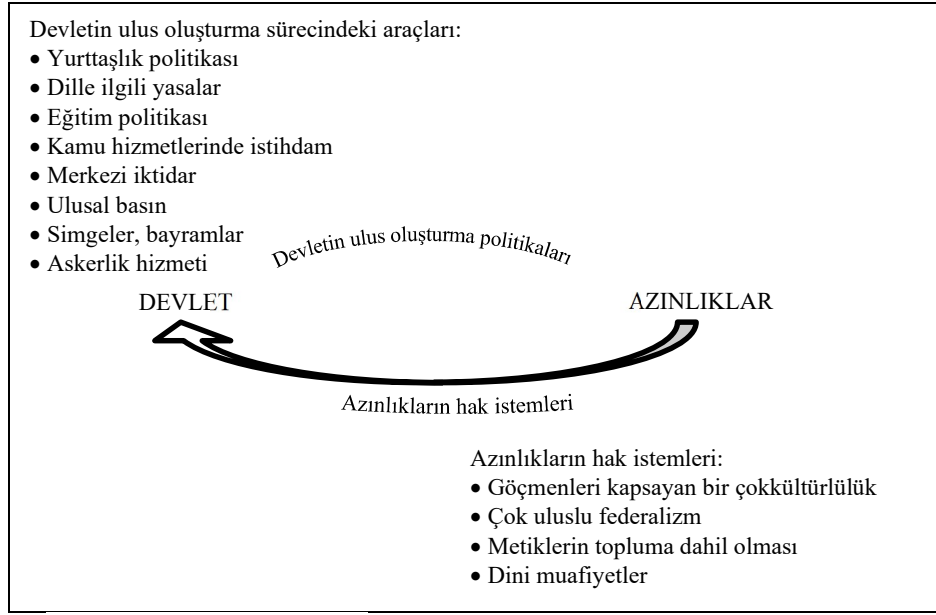 Devletin ulus oluşturma sürecindeki araçları:
• Yurttaşlık politikası
• Dille ilgili yasalar
• Eğitim politikası
• Kamu hizmetlerinde istihdam
• Merkezi iktidar
• Ulusal basın
• Simgeler, bayramlar
• Askerlik hizmeti
Devletin ulus oluşturma politikaları
DEVLET
AZINLIKLAR
Azınlıkların hak istemleri
Azınlıkların hak istemleri:
• Göçmenleri kapsayan bir çokkültürlülük
• Çok uluslu federalizm
• Metiklerin topluma dahil olması
• Dini muafiyetler